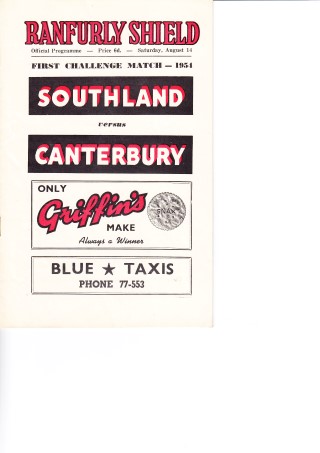 RANFURLY SHIELD
Official Programme — Price 6d. — Saturday, August 14
FIRST CHALLENGE MATCH — 1954
SOUTHLAND
versus
CANTERBURY
ONLY
Griffin's
SNAX
MAKE
Always a Winner
BLUE ★ TAXIS
PHONE 77-553